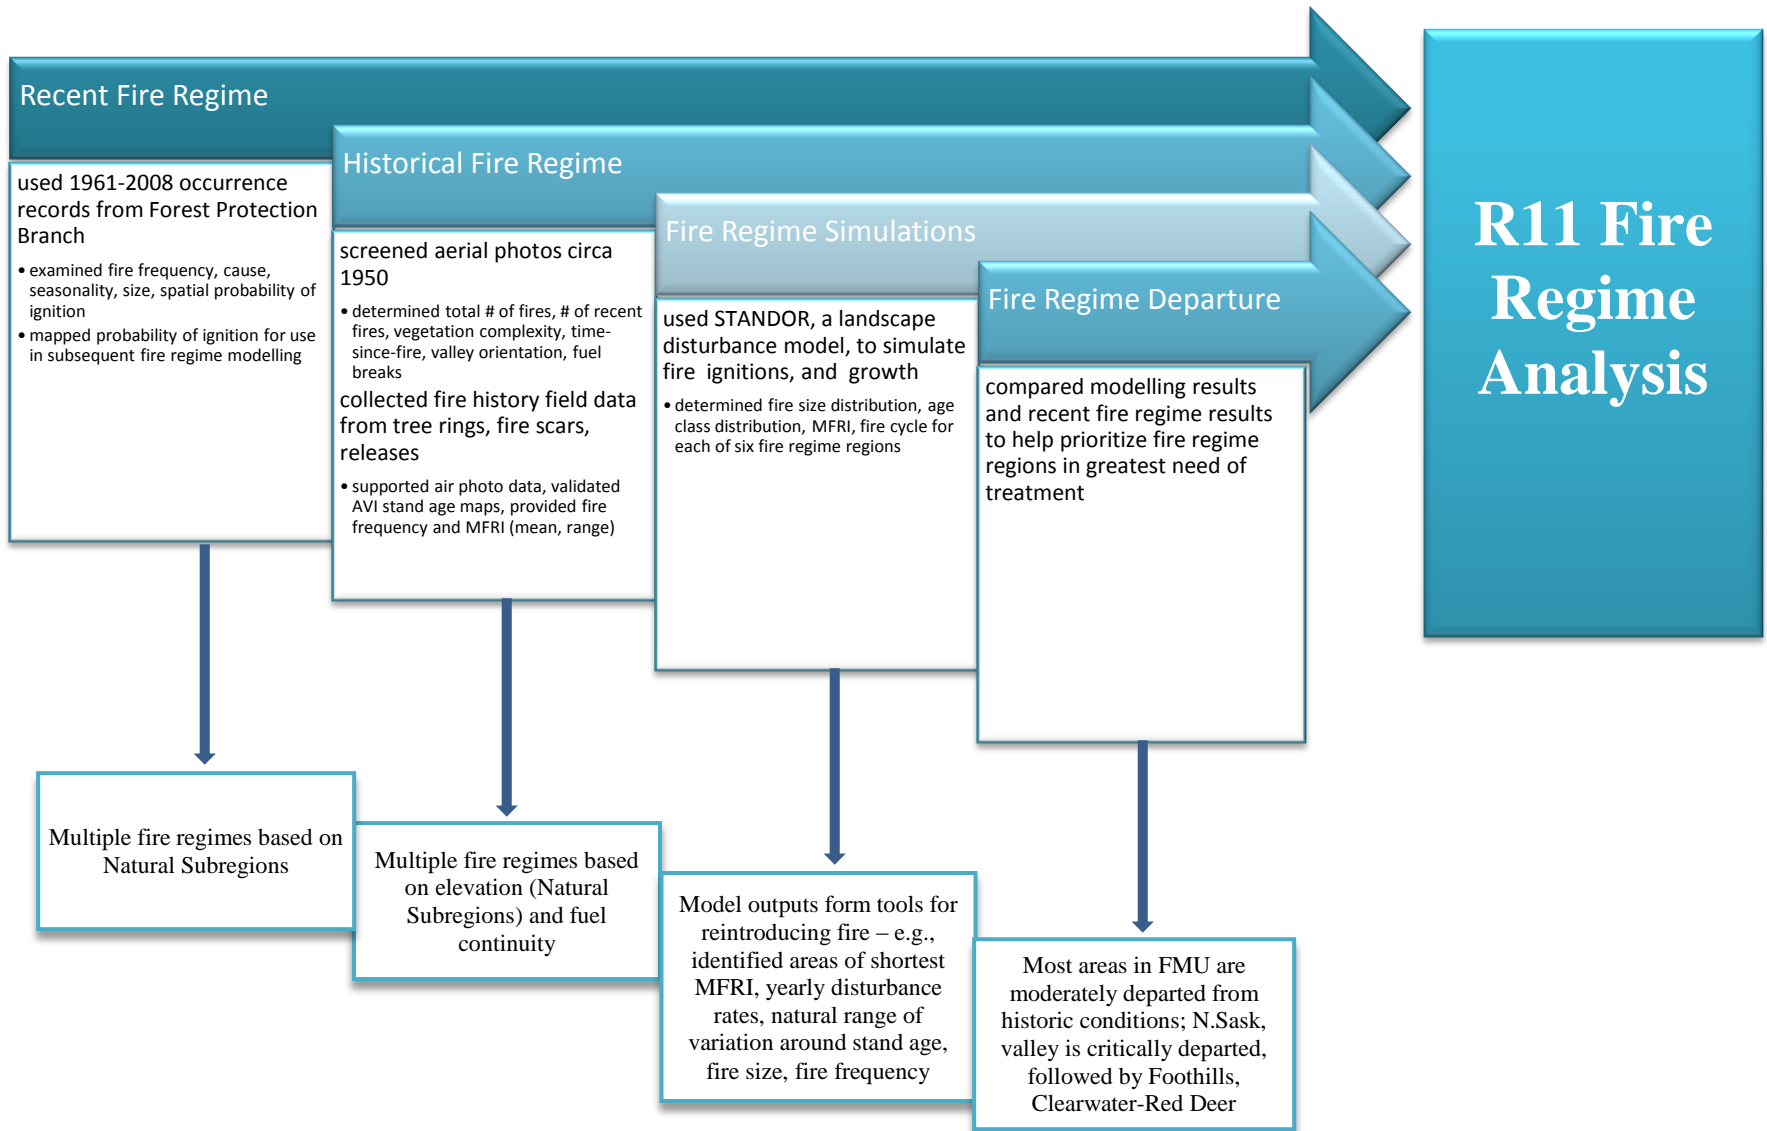 Recent Fire Regime
used 1961-2008 occurrence
records from Forest Protection
Branch
• examined fire frequency, cause,
seasonality, size, spatial probability of
ignition
• mapped probability of ignition for use
in subsequent fire regime modelling
Historical Fire Regime
screened aerial photos circa
1950
• determined total # of fires, # of recent
fires, vegetation complexity, time-
since-fire, valley orientation, fuel
breaks
collected fire history field data
from tree rings, fire scars,
releases
• supported air photo data, validated
AVI stand age maps, provided fire
frequency and MFRI (mean, range)
Fire Regime Simulations
used STANDOR, a landscape
disturbance model, to simulate
fire ignitions, and growth
• determined fire size distribution, age
class distribution, MFRI, fire cycle for
each of six fire regime regions
Fire Regime Departure
compared modelling results
and recent fire regime results
to help prioritize fire regime
regions in greatest need of
treatment
R11 Fire
Regime
Analysis
Multiple fire regimes based on
Natural Subregions
Multiple fire regimes based
on elevation (Natural
Subregions) and fuel
continuity
Model outputs form tools for
reintroducing fire – e.g.,
identified areas of shortest
MFRI, yearly disturbance
rates, natural range of
variation around stand age,
fire size, fire frequency
Most areas in FMU are
moderately departed from
historic conditions; N.Sask,
valley is critically departed,
followed by Foothills,
Clearwater-Red Deer